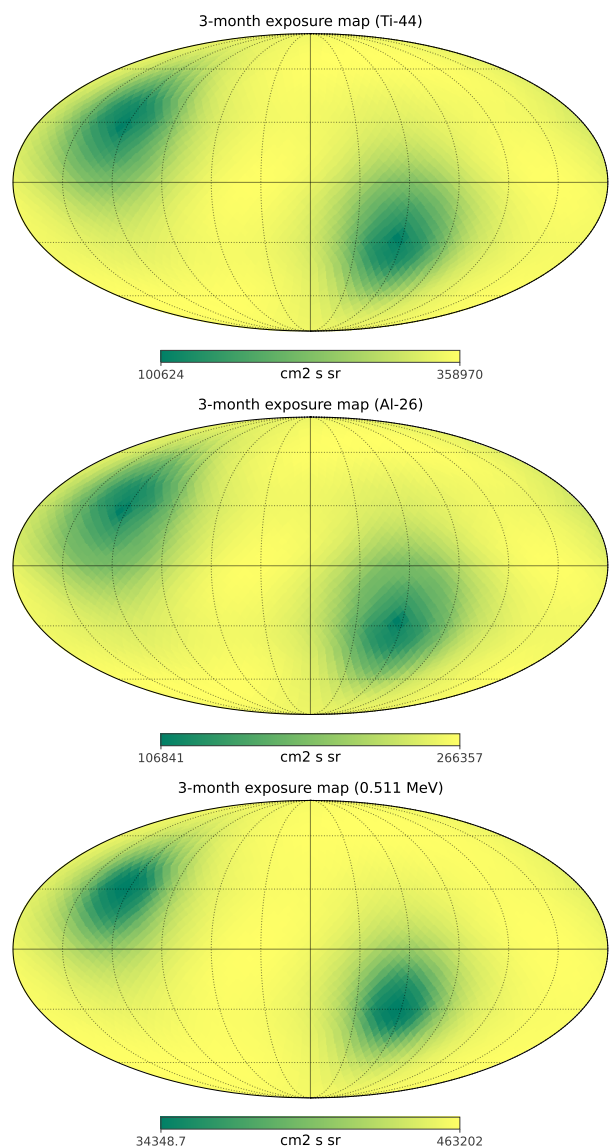 3-month exposure map (Ti-44)
100624 cm2 s sr 358970
3-month exposure map (Al-26)
106841 cm2 s sr 266357
3-month exposure map (0.511 MeV)
34348.7 cm2 s sr 463202